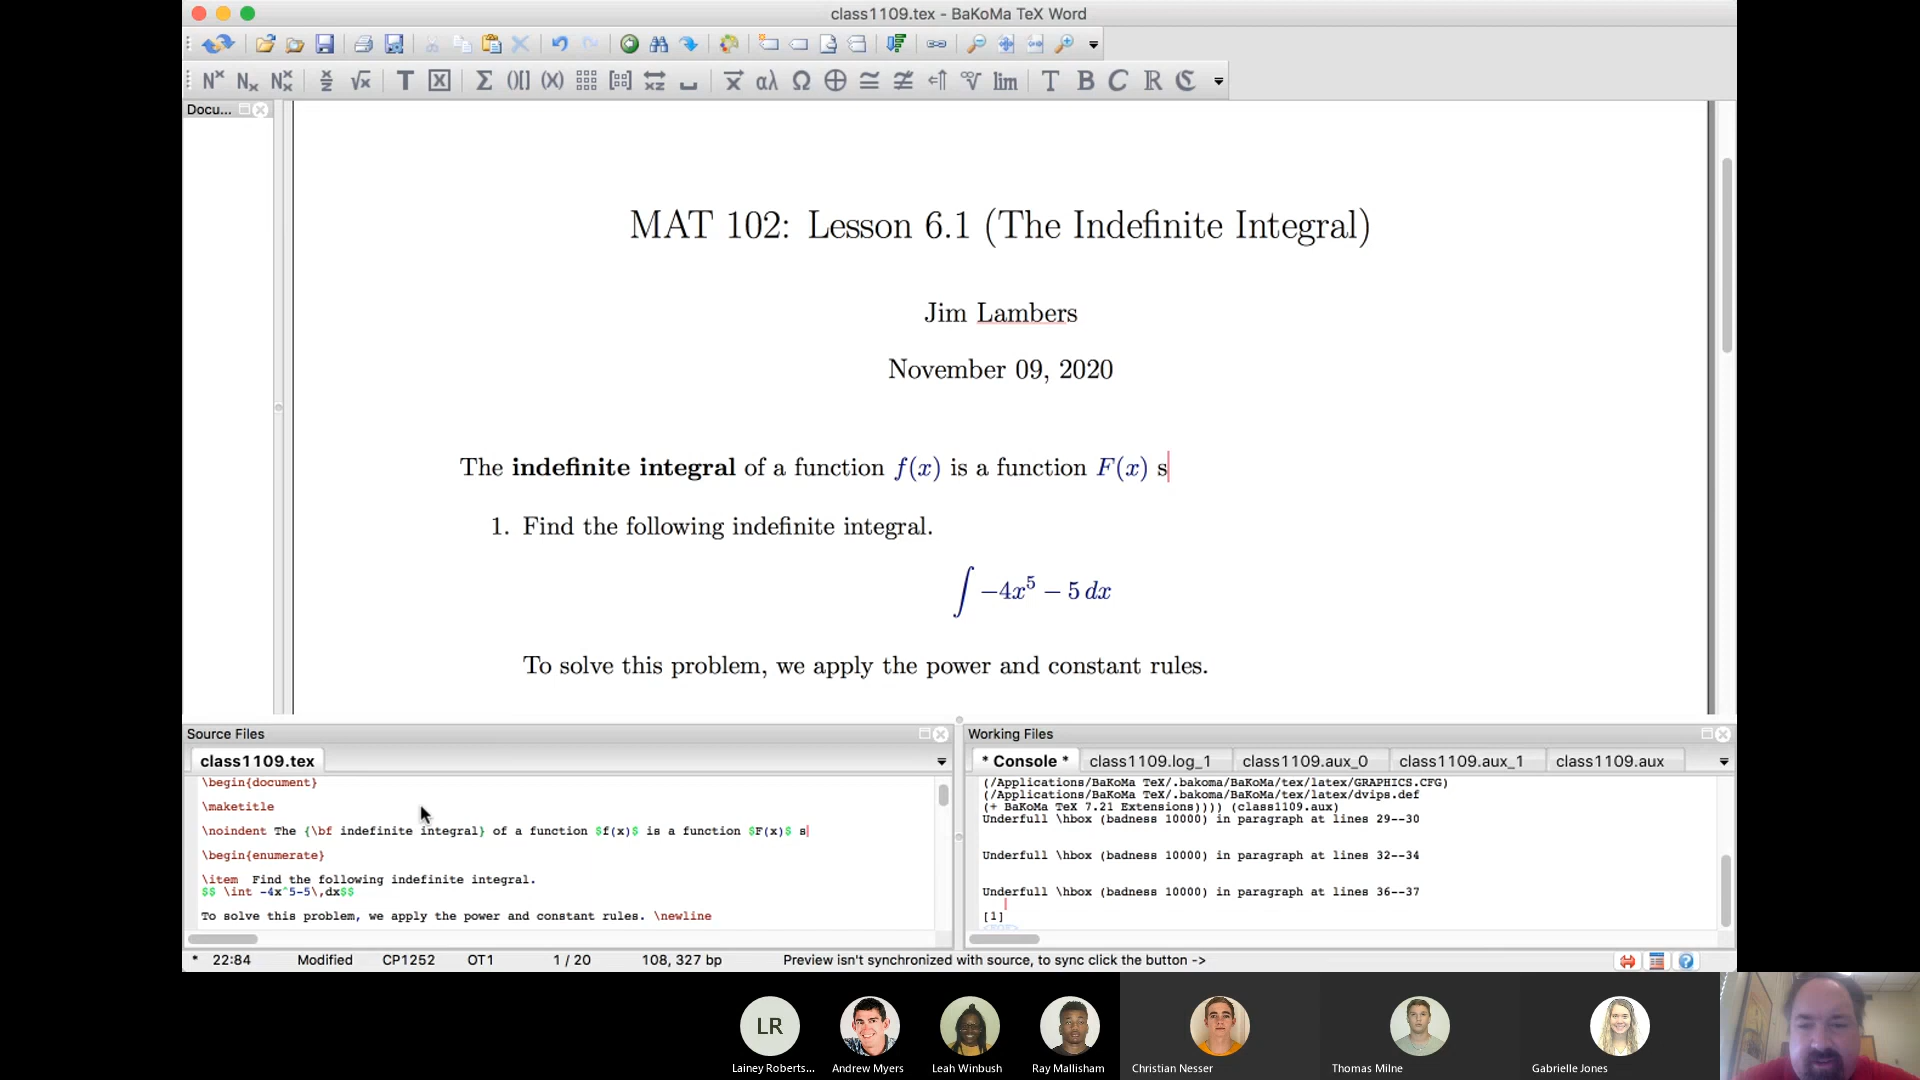 class1109.tex - BaKoMa TeX Word
Docu...
MAT 102: Lesson 6.1 (The Indefinite Integral)
Jim Lambers
November 09, 2020
The indefinite integral of a function f(x) is a function F(x) s
1. Find the following indefinite integral.
∫ −4x⁵ − 5 dx
To solve this problem, we apply the power and constant rules.
Source Files
class1109.tex
\begin{document}
\maketitle
\noindent The {\bf indefinite integral} of a function $f(x)$ is a function $F(x)$ s
\begin{enumerate}
\item  Find the following indefinite integral.
$$ \int -4x^5-5\,dx$$
To solve this problem, we apply the power and constant rules. \newline
Working Files
* Console * class1109.log_1 class1109.aux_0 class1109.aux_1 class1109.aux
(/Applications/BaKoMa TeX/.bakoma/BaKoMa/tex/latex/GRAPHICS.CFG)
(/Applications/BaKoMa TeX/.bakoma/BaKoMa/tex/latex/dvips.def
(+ BaKoMa TeX 7.21 Extensions)))) (class1109.aux)
Underfull \hbox (badness 10000) in paragraph at lines 29--30
Underfull \hbox (badness 10000) in paragraph at lines 32--34
Underfull \hbox (badness 10000) in paragraph at lines 36--37
[1]
* 22:84 Modified CP1252 OT1 1 / 20 108, 327 bp Preview isn't synchronized with source, to sync click the button ->
LR
Lainey Roberts... Andrew Myers Leah Winbush Ray Mallisham Christian Nesser Thomas Milne Gabrielle Jones